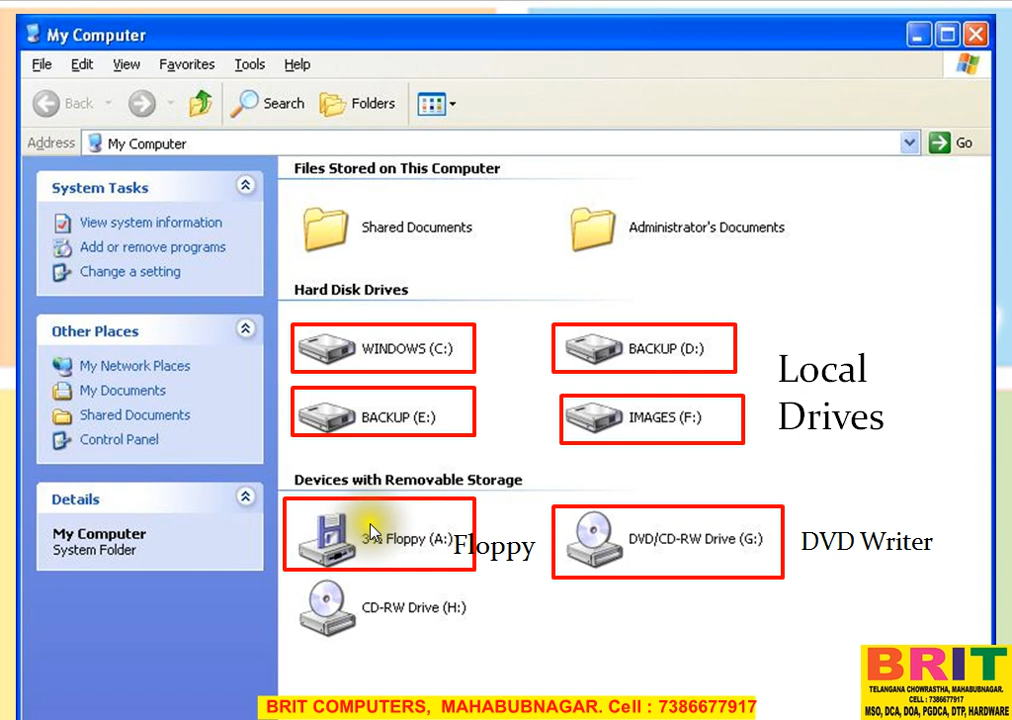 My Computer
File Edit View Favorites Tools Help
Back Search Folders
Address My Computer Go
System Tasks
View system information
Add or remove programs
Change a setting
Other Places
My Network Places
My Documents
Shared Documents
Control Panel
Details
My Computer
System Folder
Files Stored on This Computer
Shared Documents Administrator's Documents
Hard Disk Drives
WINDOWS (C:) BACKUP (D:)
BACKUP (E:) IMAGES (F:)
Local
Drives
Devices with Removable Storage
3½ Floppy (A:) Floppy DVD/CD-RW Drive (G:) DVD Writer
CD-RW Drive (H:)
BRIT
TELANGANA CHOWRASTHA, MAHABUBNAGAR.
CELL : 7386677917
MSO, DCA, DOA, PGDCA, DTP, HARDWARE
BRIT COMPUTERS, MAHABUBNAGAR. Cell : 7386677917